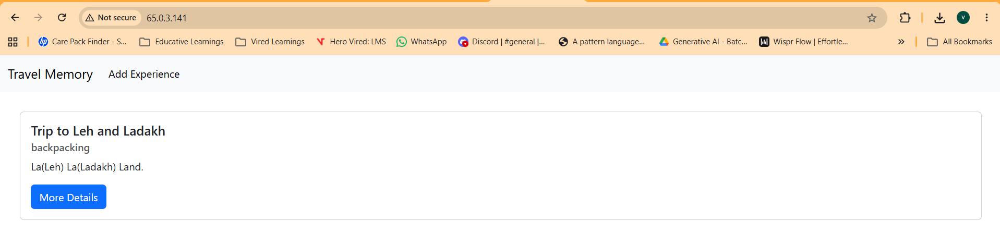 Not secure 65.0.3.141 V
Care Pack Finder - S... Educative Learnings Vired Learnings Hero Vired: LMS WhatsApp Discord | #general |... A pattern language... Generative AI - Batc... Wispr Flow | Effortle... » All Bookmarks
Travel Memory Add Experience
Trip to Leh and Ladakh
backpacking
La(Leh) La(Ladakh) Land.
More Details